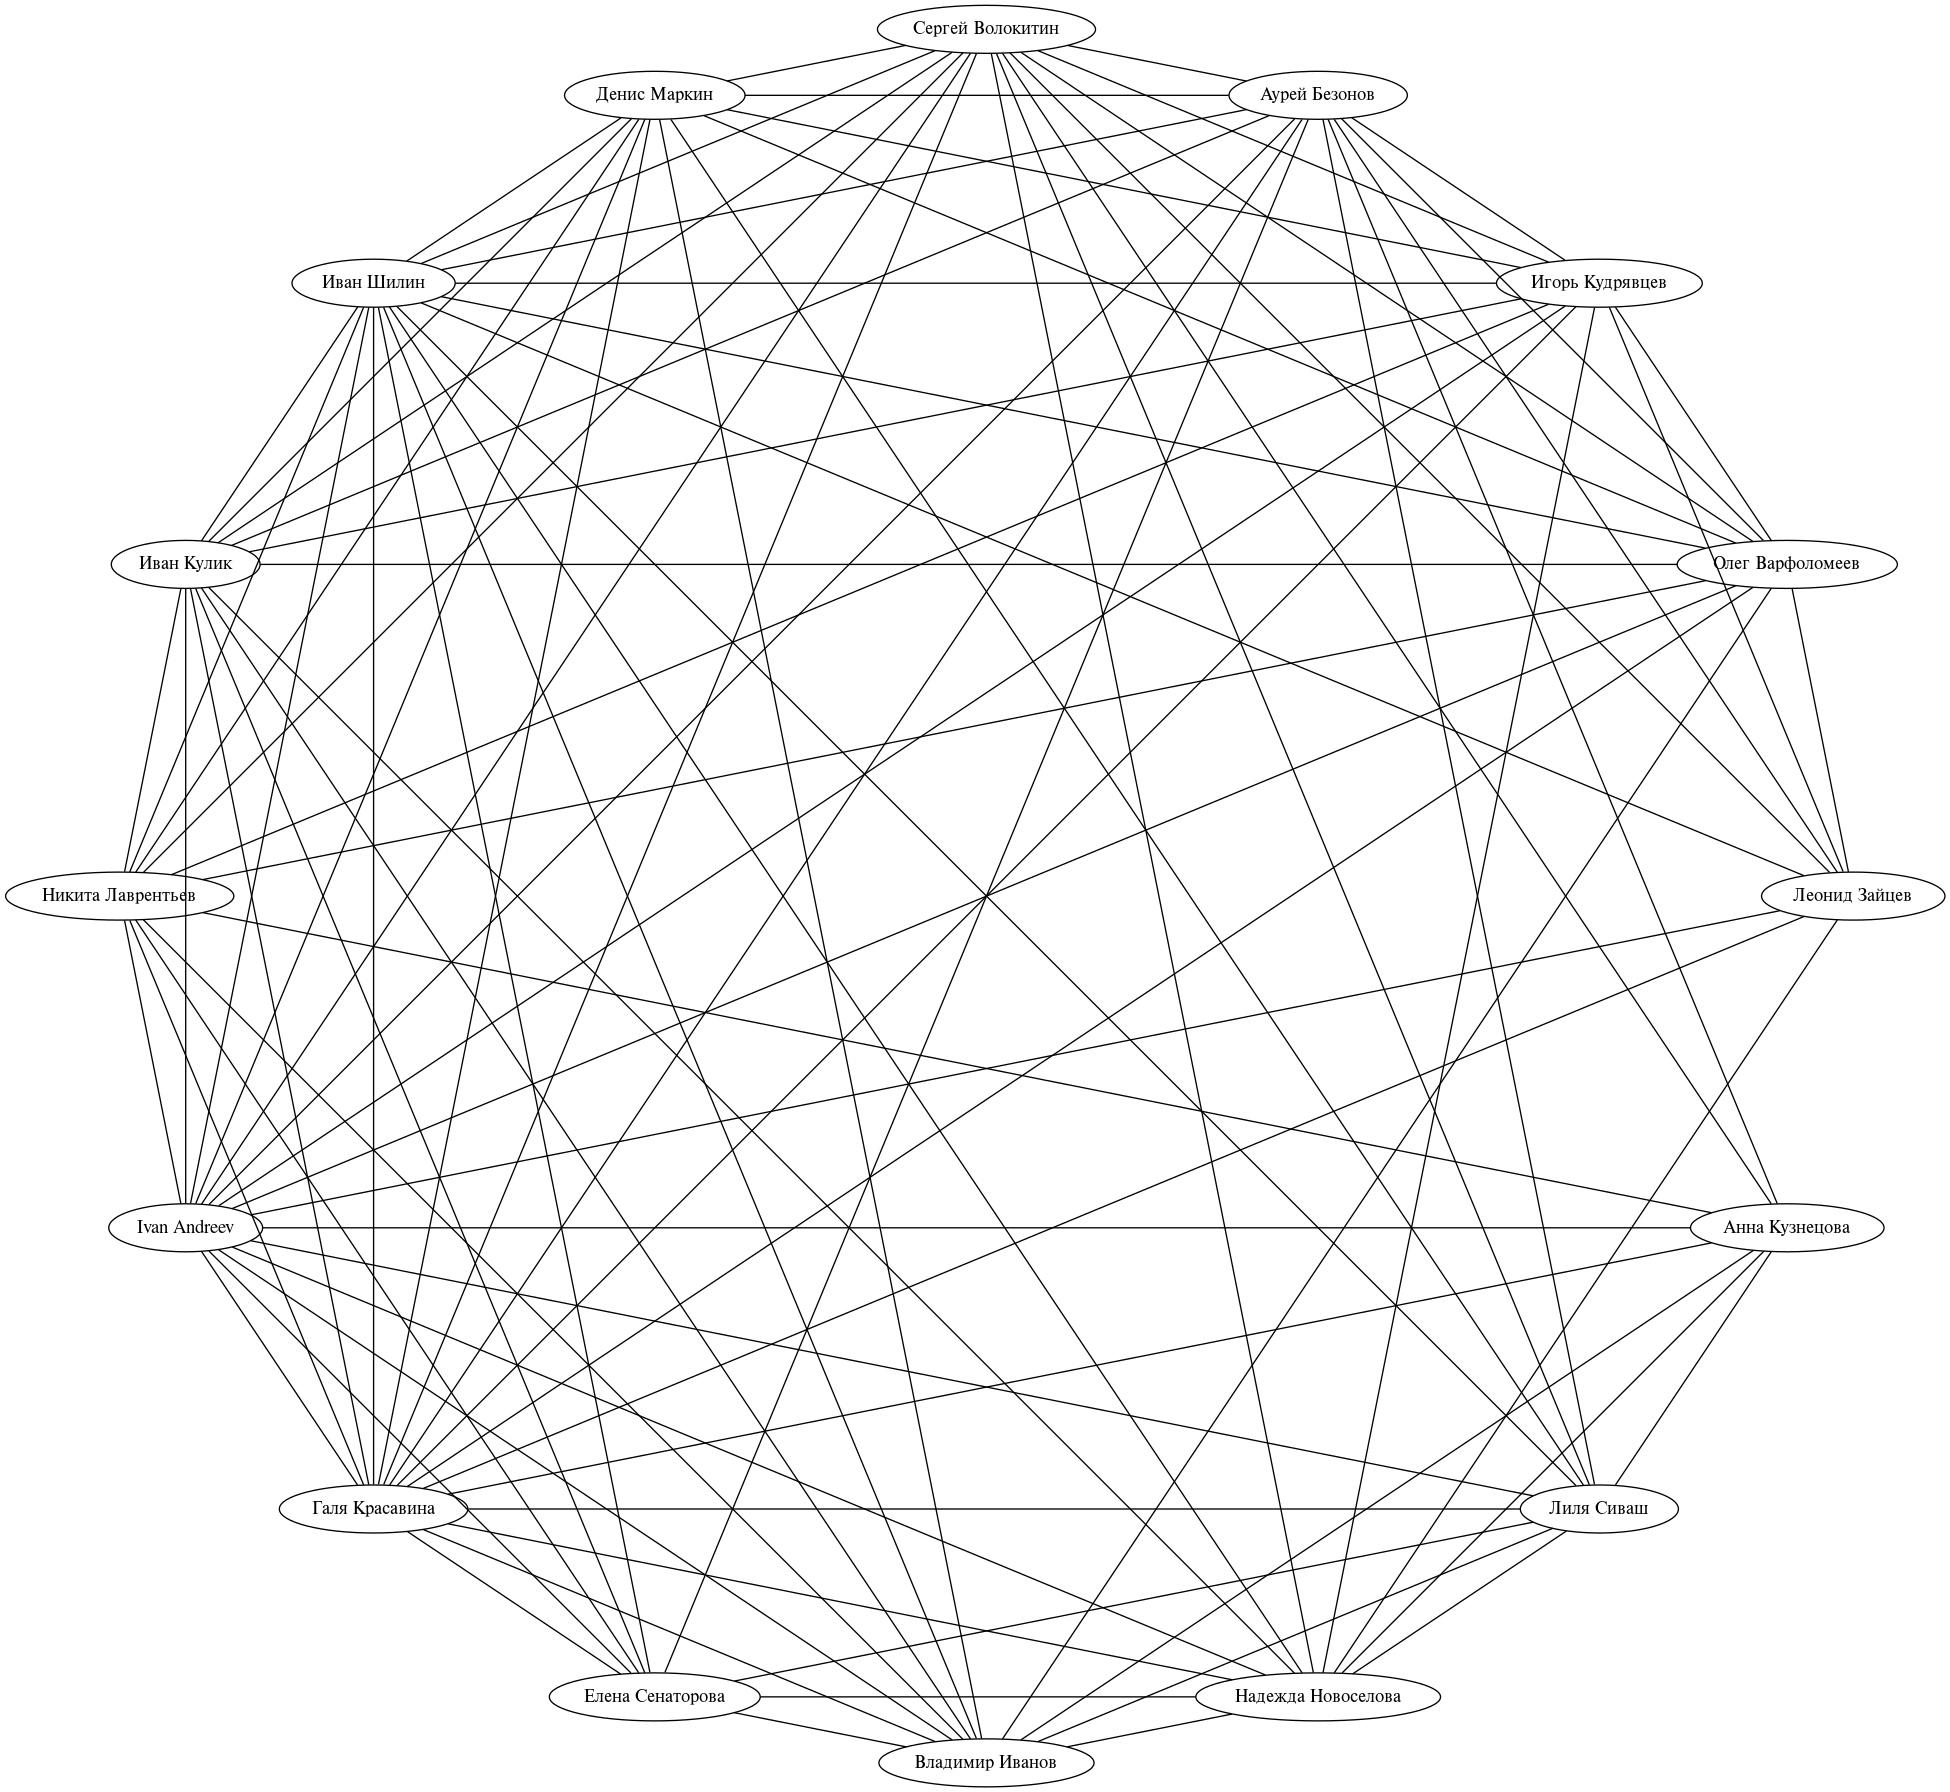 Сергей Волокитин
Денис Маркин
Аурей Безонов
Иван Шилин
Игорь Кудрявцев
Иван Кулик
Олег Варфоломеев
Никита Лаврентьев
Леонид Зайцев
Ivan Andreev
Анна Кузнецова
Галя Красавина
Лиля Сиваш
Елена Сенаторова
Надежда Новоселова
Владимир Иванов